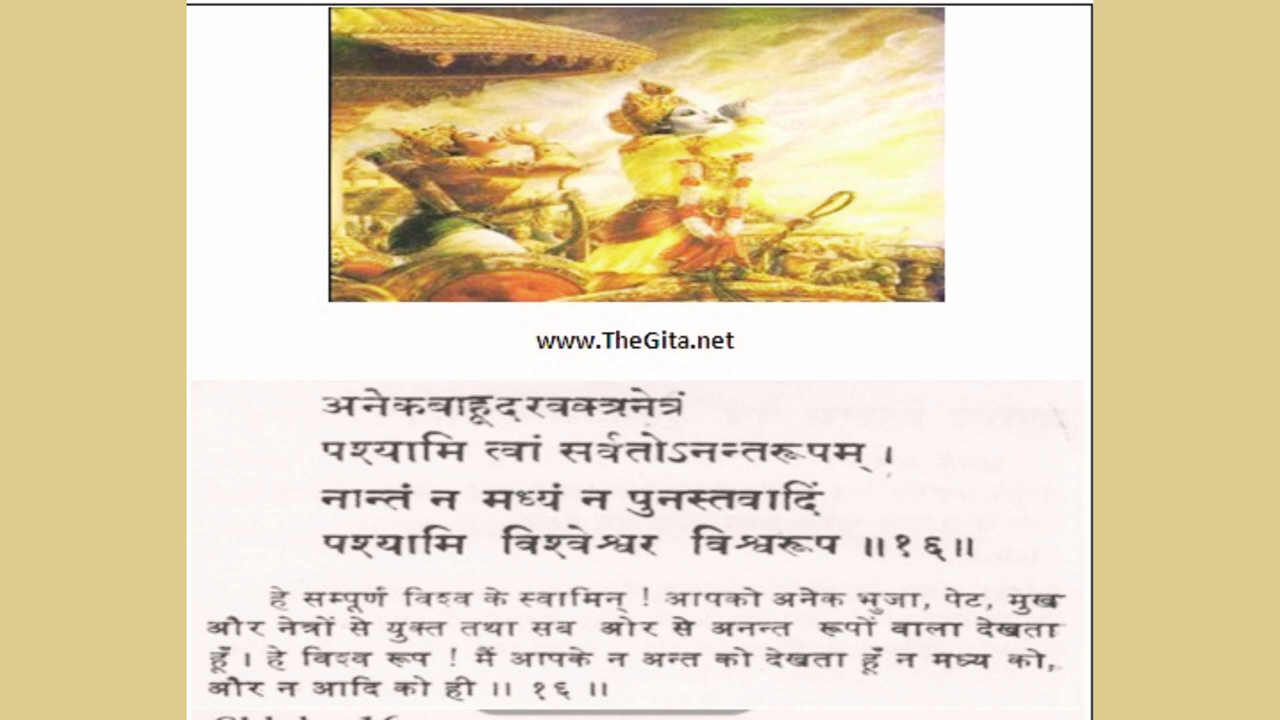 www.TheGita.net
अनेकबाहूदरवक्त्रनेत्रं
पश्यामि त्वां सर्वतोऽनन्तरूपम् ।
नान्तं न मध्यं न पुनस्तवादिं
पश्यामि विश्वेश्वर विश्वरूप ॥१६॥
हे सम्पूर्ण विश्व के स्वामिन् ! आपको अनेक भुजा, पेट, मुख
और नेत्रों से युक्त तथा सब ओर से अनन्त रूपों वाला देखता
हूँ । हे विश्व रूप ! मैं आपके न अन्त को देखता हूँ न मध्य को,
और न आदि को ही ॥ १६ ॥